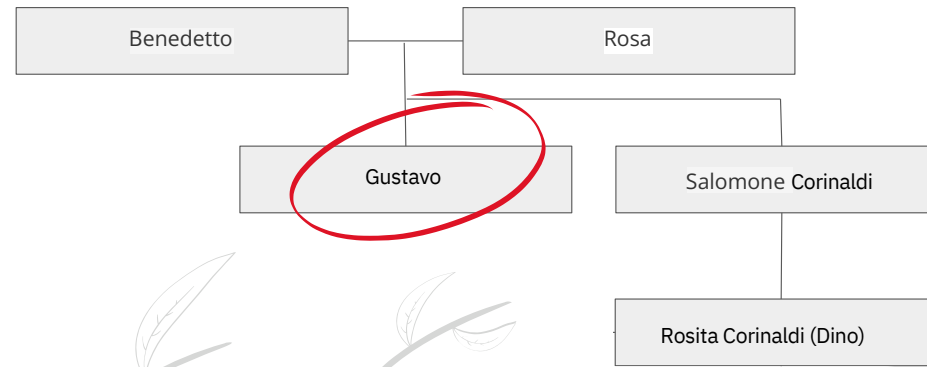 Benedetto
Rosa
Gustavo
Salomone Corinaldi
Rosita Corinaldi (Dino)